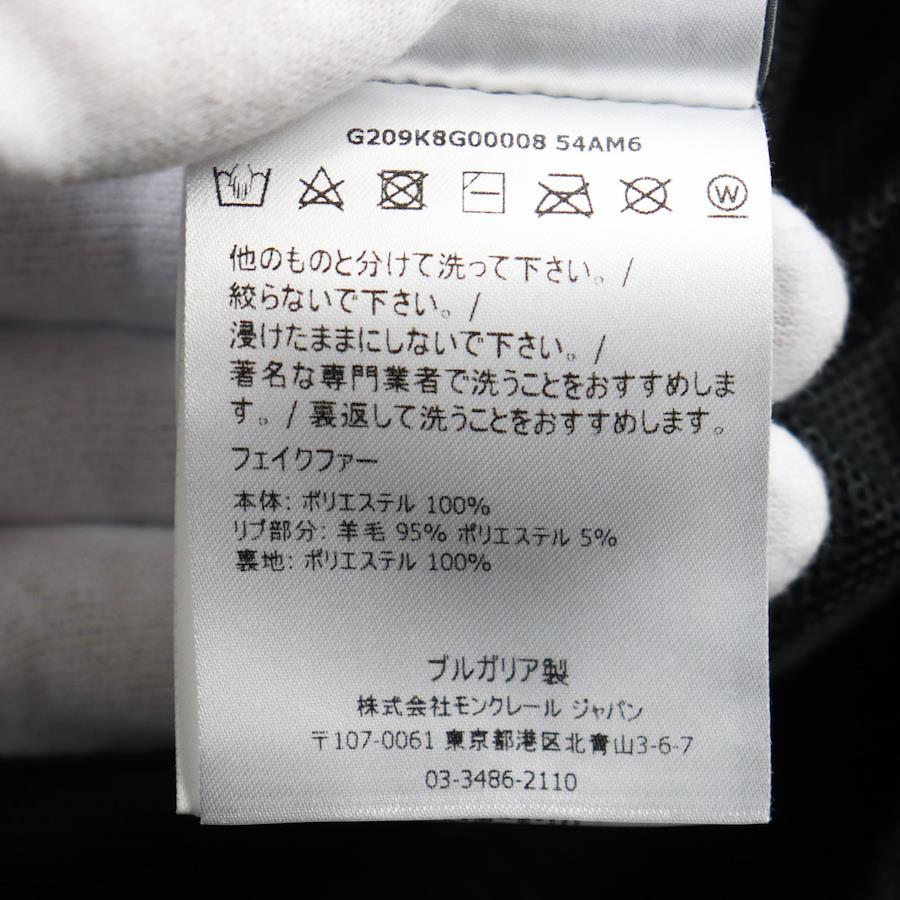 G209K8G00008 54AM6
W
他のものと分けて洗って下さい。/
絞らないで下さい。/
浸けたままにしないで下さい。/
著名な専門業者で洗うことをおすすめしま
す。/ 裏返して洗うことをおすすめします。
フェイクファー
本体: ポリエステル 100%
リブ部分: 羊毛 95% ポリエステル 5%
裏地: ポリエステル 100%
ブルガリア製
株式会社モンクレール ジャパン
〒107-0061 東京都港区北青山3-6-7
03-3486-2110